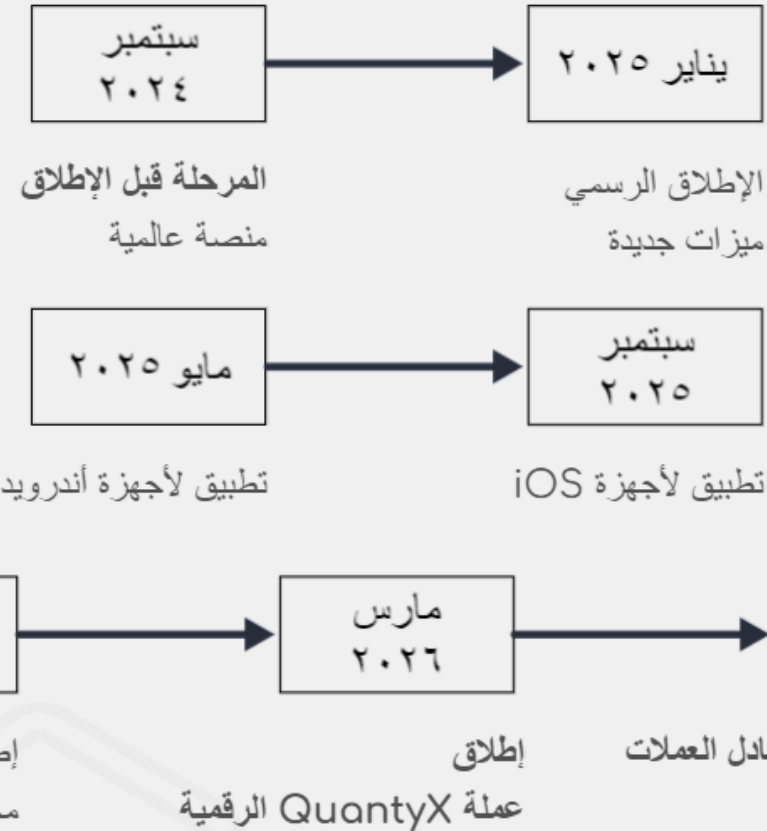 سبتمبر
٢٠٢٤
يناير ٢٠٢٥
المرحلة قبل الإطلاق
منصة عالمية
الإطلاق الرسمي
ميزات جديدة
مايو ٢٠٢٥
سبتمبر
٢٠٢٥
تطبيق لأجهزة أندرويد
تطبيق لأجهزة iOS
مارس
٢٠٢٦
إطلاق
عملة QuantyX الرقمية
العملات